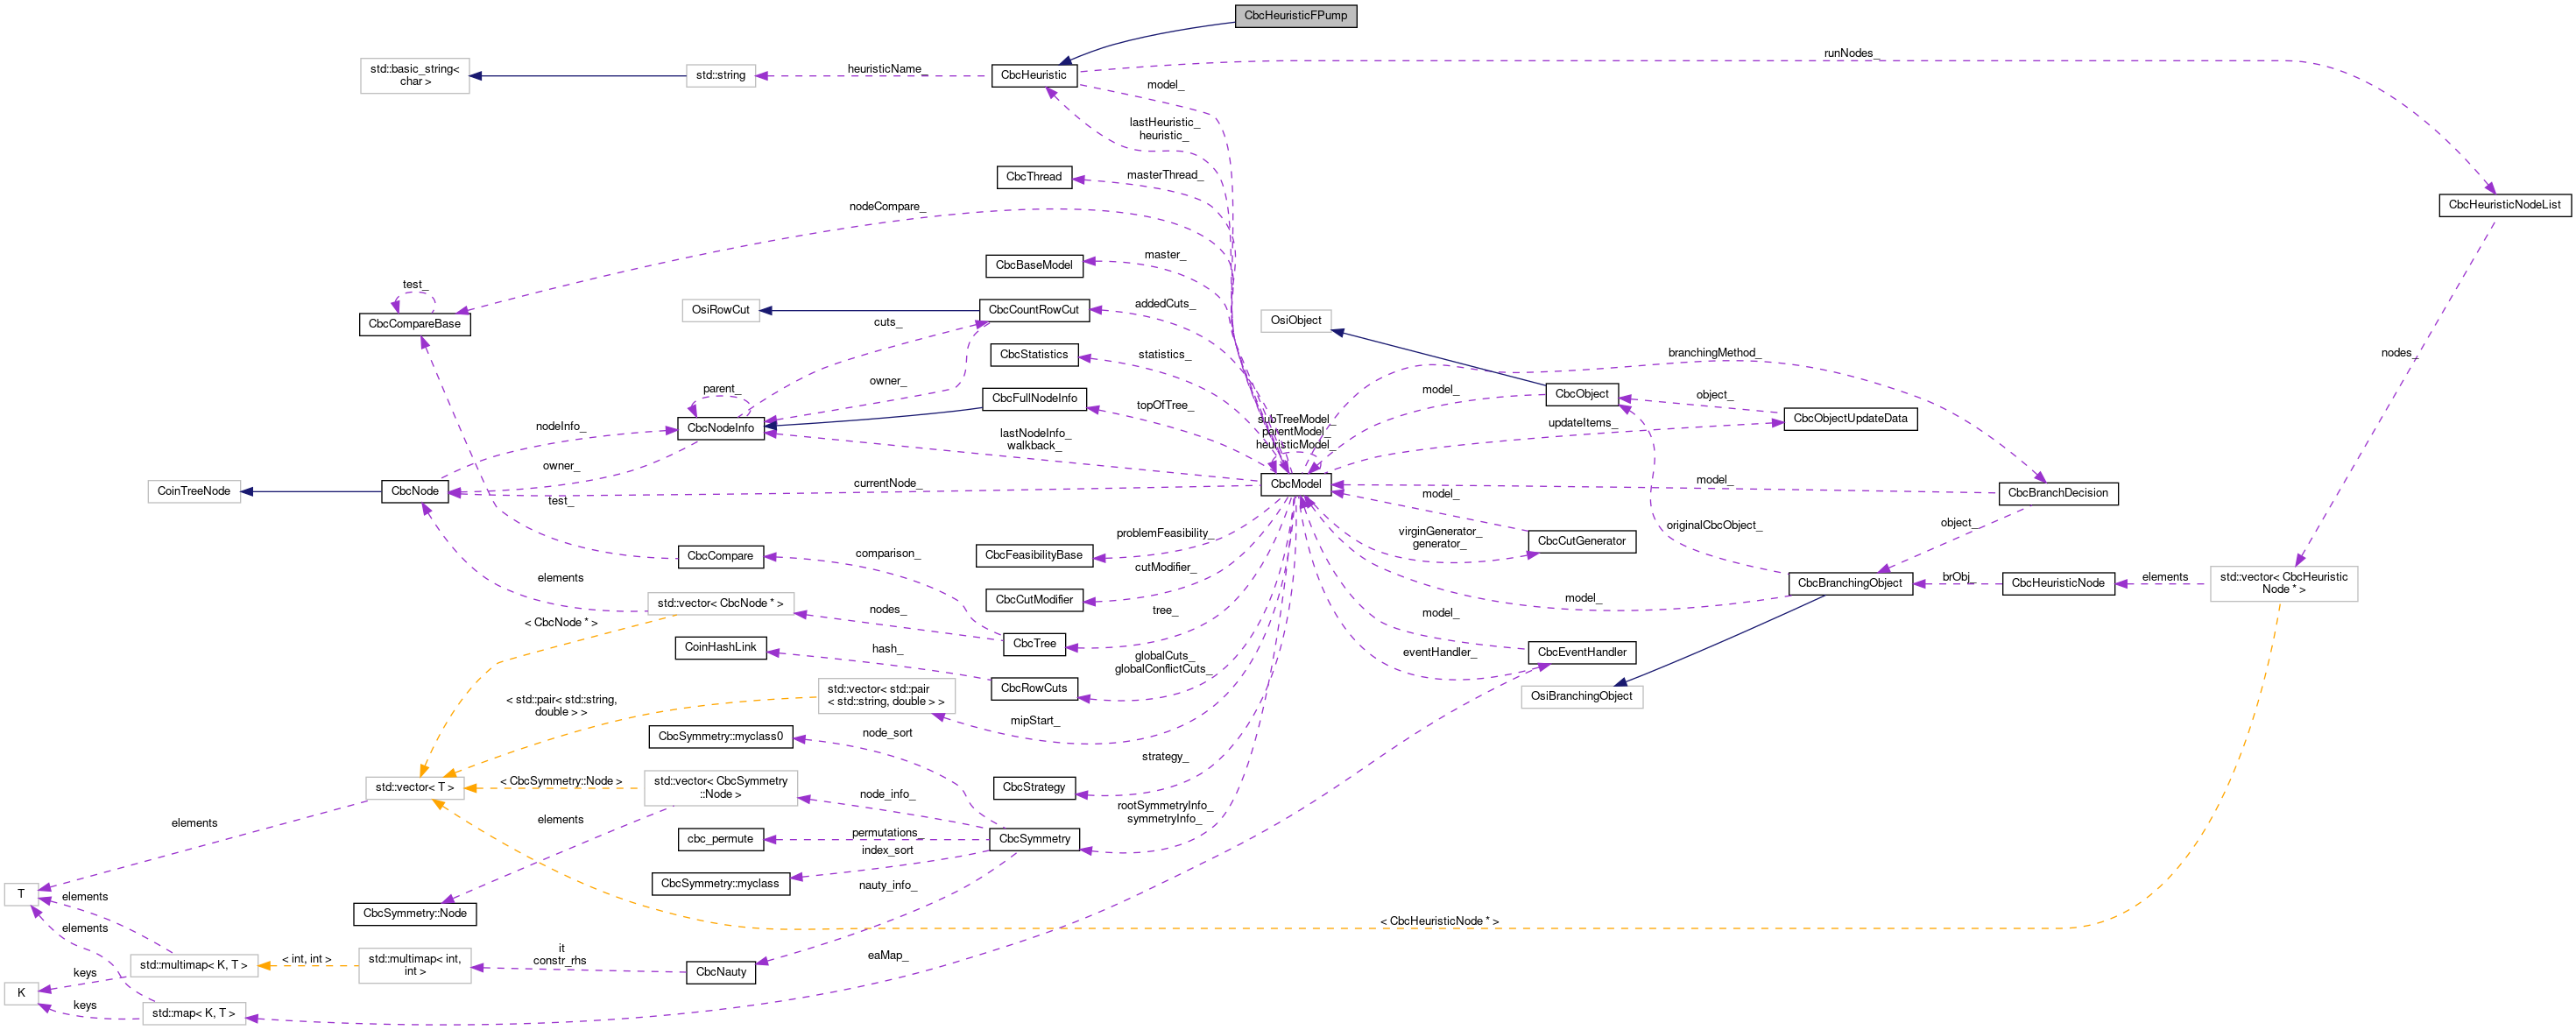 CbcHeuristicFPump
runNodes_
std::basic_string<
char >
std::string
heuristicName_
CbcHeuristic
model_
lastHeuristic_
heuristic_
CbcThread
masterThread_
CbcHeuristicNodeList
nodeCompare_
CbcBaseModel
master_
test_
CbcCompareBase
OsiRowCut
CbcCountRowCut
addedCuts_
cuts_
OsiObject
CbcStatistics
statistics_
branchingMethod_
nodes_
parent_
owner_
CbcFullNodeInfo
topOfTree_
model_
CbcObject
object_
CbcObjectUpdateData
CbcNodeInfo
nodeInfo_
lastNodeInfo_
walkback_
subTreeModel_
parentModel_
heuristicModel_
updateItems_
owner_
CoinTreeNode
CbcNode
currentNode_
CbcModel
model_
CbcBranchDecision
test_
model_
object_
originalCbcObject_
CbcCompare
comparison_
CbcFeasibilityBase
problemFeasibility_
virginGenerator_
generator_
CbcCutGenerator
cutModifier_
elements
CbcCutModifier
CbcBranchingObject
brObj_
CbcHeuristicNode
elements
std::vector< CbcHeuristic
Node * >
std::vector< CbcNode * >
nodes_
tree_
model_
model_
< CbcNode * >
CoinHashLink
hash_
CbcTree
globalCuts_
globalConflictCuts_
eventHandler_
CbcEventHandler
CbcRowCuts
OsiBranchingObject
std::vector< std::pair
< std::string, double > >
< std::pair< std::string,
double > >
mipStart_
CbcSymmetry::myclass0
node_sort
strategy_
std::vector< T >
< CbcSymmetry::Node >
std::vector< CbcSymmetry
::Node >
node_info_
CbcStrategy
rootSymmetryInfo_
symmetryInfo_
elements
elements
cbc_permute
permutations_
CbcSymmetry
index_sort
CbcSymmetry::myclass
nauty_info_
T
elements
CbcSymmetry::Node
< CbcHeuristicNode * >
elements
std::multimap< K, T >
< int, int >
std::multimap< int,
int >
it
constr_rhs
CbcNauty
eaMap_
keys
K
keys
std::map< K, T >